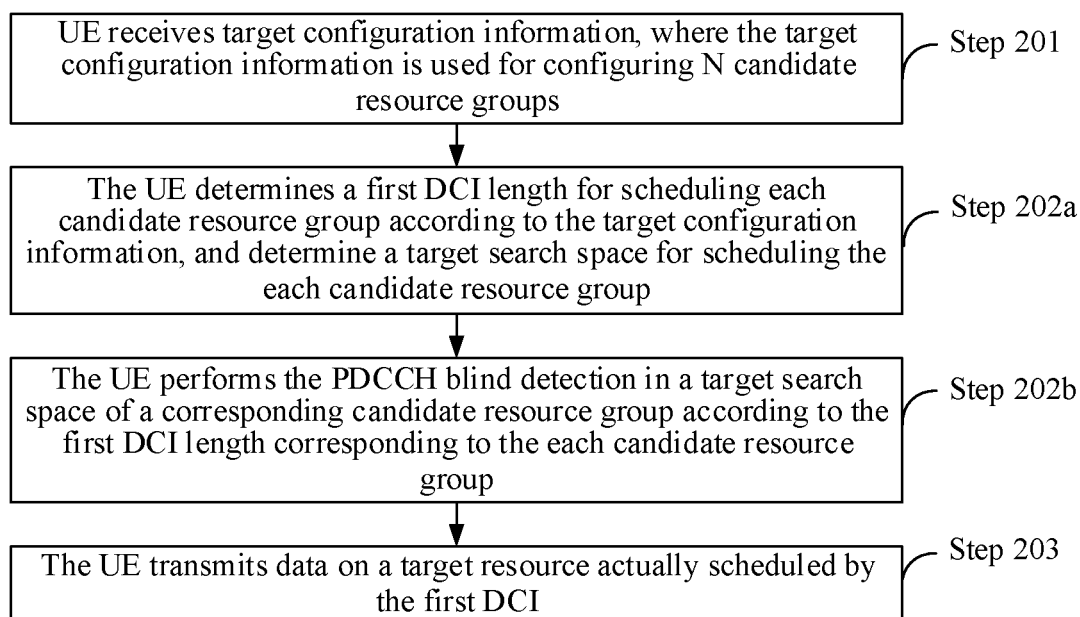 UE receives target configuration information, where the target
configuration information is used for configuring N candidate
resource groups
Step 201
The UE determines a first DCI length for scheduling each
candidate resource group according to the target configuration
information, and determine a target search space for scheduling the
each candidate resource group
Step 202a
The UE performs the PDCCH blind detection in a target search
space of a corresponding candidate resource group according to the
first DCI length corresponding to the each candidate resource
group
Step 202b
The UE transmits data on a target resource actually scheduled by
the first DCI
Step 203